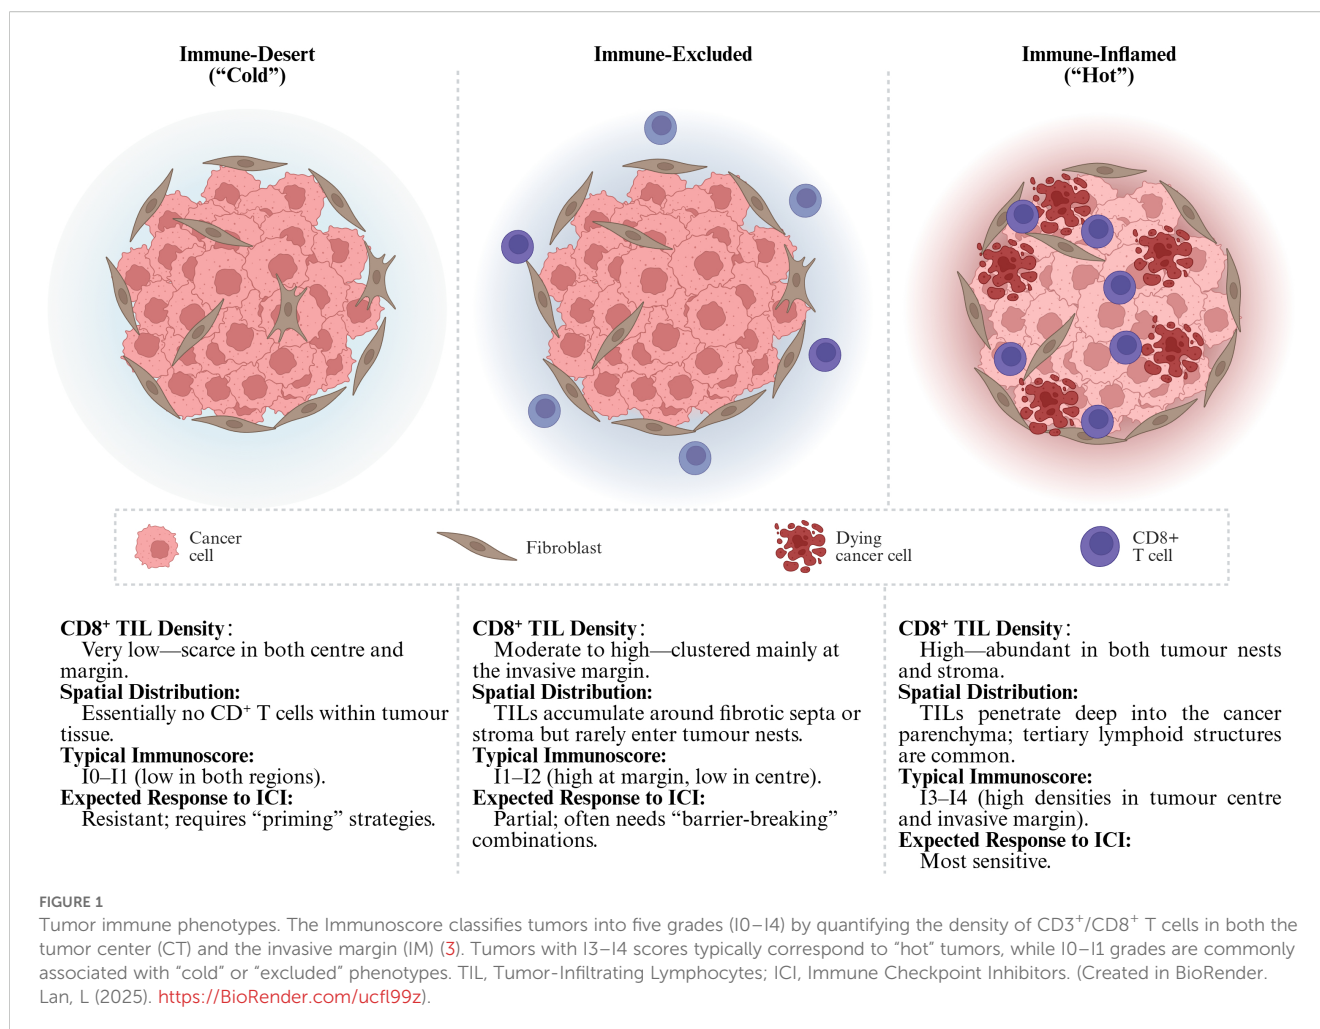 Immune-Desert
(“Cold”)
Immune-Excluded
Immune-Inflamed
(“Hot”)
Cancer
cell
Fibroblast
Dying
cancer cell
CD8+
T cell
CD8⁺ TIL Density:
Very low—scarce in both centre and
margin.
Spatial Distribution:
Essentially no CD⁺ T cells within tumour
tissue.
Typical Immunoscore:
I0–I1 (low in both regions).
Expected Response to ICI:
Resistant; requires “priming” strategies.
CD8⁺ TIL Density:
Moderate to high—clustered mainly at
the invasive margin.
Spatial Distribution:
TILs accumulate around fibrotic septa or
stroma but rarely enter tumour nests.
Typical Immunoscore:
I1–I2 (high at margin, low in centre).
Expected Response to ICI:
Partial; often needs “barrier-breaking”
combinations.
CD8⁺ TIL Density:
High—abundant in both tumour nests
and stroma.
Spatial Distribution:
TILs penetrate deep into the cancer
parenchyma; tertiary lymphoid structures
are common.
Typical Immunoscore:
I3–I4 (high densities in tumour centre
and invasive margin).
Expected Response to ICI:
Most sensitive.
FIGURE 1
Tumor immune phenotypes. The Immunoscore classifies tumors into five grades (I0–I4) by quantifying the density of CD3⁺/CD8⁺ T cells in both the
tumor center (CT) and the invasive margin (IM) (3). Tumors with I3–I4 scores typically correspond to “hot” tumors, while I0–I1 grades are commonly
associated with “cold” or “excluded” phenotypes. TIL, Tumor-Infiltrating Lymphocytes; ICI, Immune Checkpoint Inhibitors. (Created in BioRender.
Lan, L (2025). https://BioRender.com/ucfl99z).